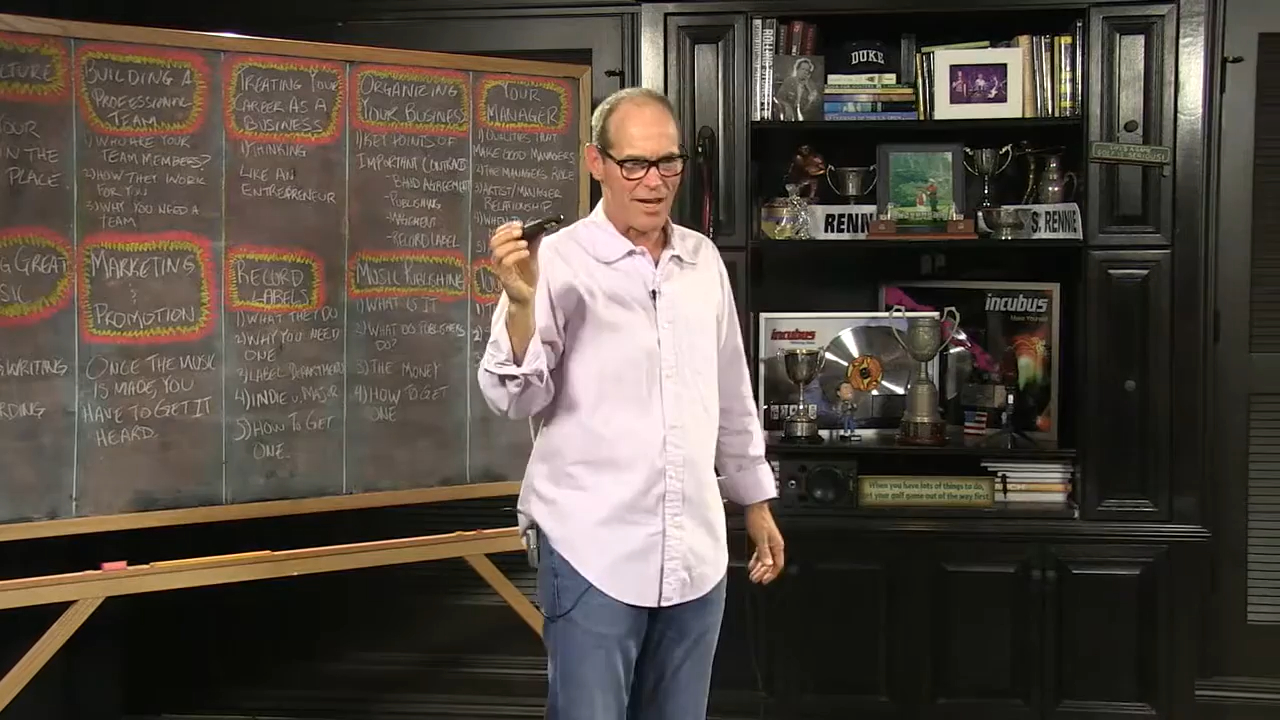 LTURE
YOUR
IN THE
PLACE.
G GREAT
SIC
SWRITING
RDING
BUILDING A
PROFESSIONAL
TEAM
1) WHO ARE YOUR
TEAM MEMBERS?
2) HOW THEY WORK
FOR YOU
3) WHY YOU NEED A
TEAM
MARKETING
&
PROMOTION
ONCE THE MUSIC
IS MADE, YOU
HAVE TO GET IT
HEARD.
TREATING YOUR
CAREER AS A
BUSINESS
1) THINKING
LIKE AN
ENTREPRENEUR
RECORD
LABELS
1) WHAT THEY DO
2) WHY YOU NEED
ONE
3) LABEL DEPARTMENTS
4) INDIE v. MAJOR
5) HOW TO GET
ONE.
ORGANIZING
YOUR BUSINESS
1) KEY POINTS OF
IMPORTANT CONTRACTS
- BAND AGREEMENT
- PUBLISHING
- RECORD LABEL
MUSIC PUBLISHING
1) WHAT IS IT
2) WHAT DO PUBLISHERS
DO?
3) THE MONEY
4) HOW TO GET
ONE
YOUR
MANAGER
1) QUALITIES THAT
MAKE GOOD MANAGERS
2) THE MANAGERS ROLE
3) ARTIST/MANAGER
RELATIONSHIP
DUKE
RENN
S. RENNIE
incubus
incubus
When you have lots of things to do,
get your golf game out of the way first.